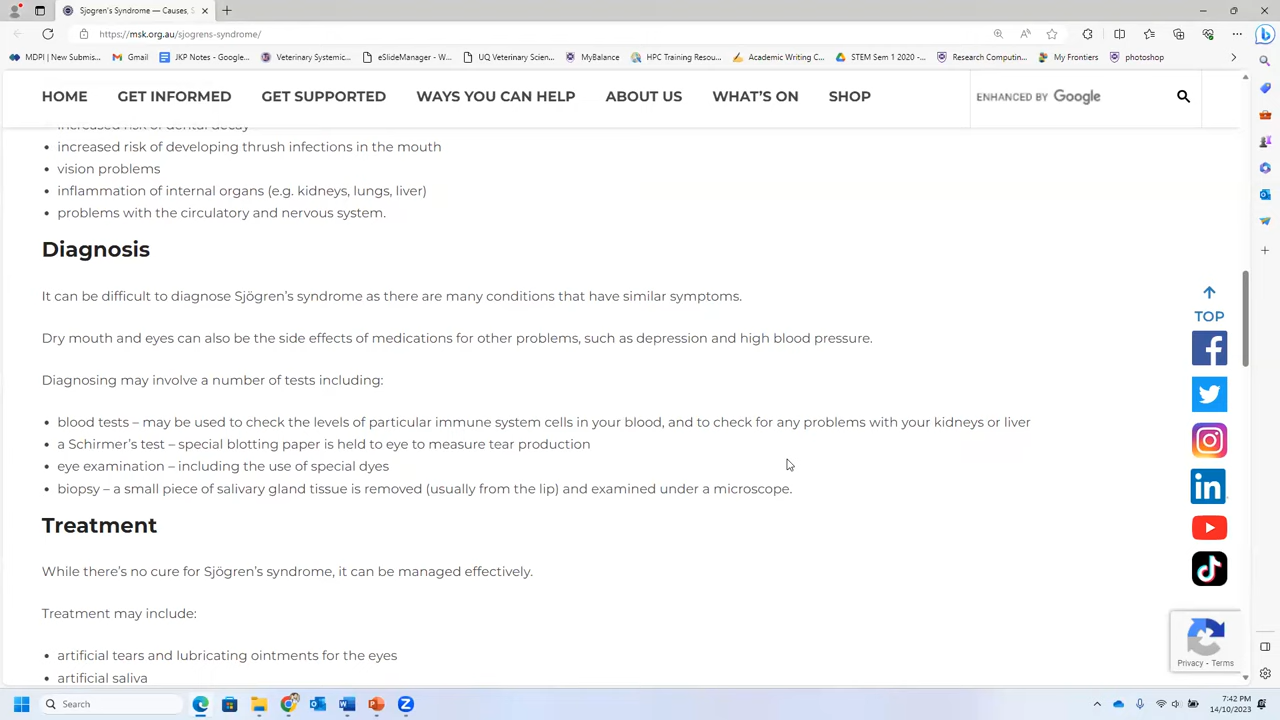 Sjogren's Syndrome — Causes, S
https://msk.org.au/sjogrens-syndrome/
MDPI | New Submis...
Gmail
JKP Notes - Google...
Veterinary Systemic...
eSlideManager - W...
UQ Veterinary Scien...
MyBalance
HPC Training Resou...
Academic Writing C...
STEM Sem 1 2020 -...
Research Computin...
My Frontiers
photoshop
HOME
GET INFORMED
GET SUPPORTED
WAYS YOU CAN HELP
ABOUT US
WHAT'S ON
SHOP
ENHANCED BY Google
• increased risk of dental decay
• increased risk of developing thrush infections in the mouth
• vision problems
• inflammation of internal organs (e.g. kidneys, lungs, liver)
• problems with the circulatory and nervous system.
Diagnosis
It can be difficult to diagnose Sjögren's syndrome as there are many conditions that have similar symptoms.
Dry mouth and eyes can also be the side effects of medications for other problems, such as depression and high blood pressure.
Diagnosing may involve a number of tests including:
• blood tests – may be used to check the levels of particular immune system cells in your blood, and to check for any problems with your kidneys or liver
• a Schirmer's test – special blotting paper is held to eye to measure tear production
• eye examination – including the use of special dyes
• biopsy – a small piece of salivary gland tissue is removed (usually from the lip) and examined under a microscope.
Treatment
While there's no cure for Sjögren's syndrome, it can be managed effectively.
Treatment may include:
• artificial tears and lubricating ointments for the eyes
• artificial saliva
TOP
Privacy - Terms
Search
7:42 PM
14/10/2023